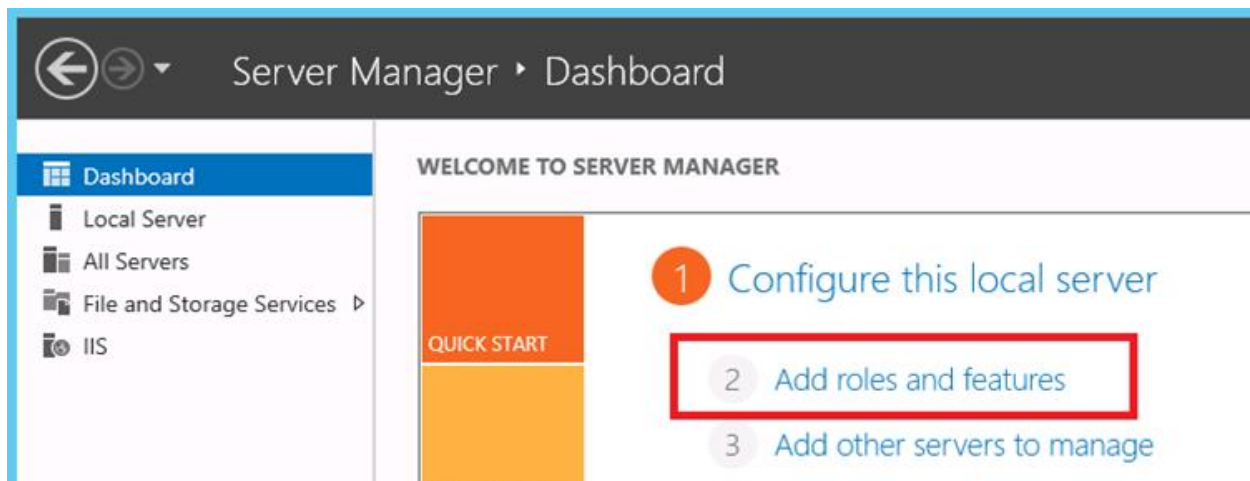 Server Manager ‣ Dashboard
Dashboard
Local Server
All Servers
File and Storage Services
IIS
WELCOME TO SERVER MANAGER
QUICK START
1 Configure this local server
2 Add roles and features
3 Add other servers to manage